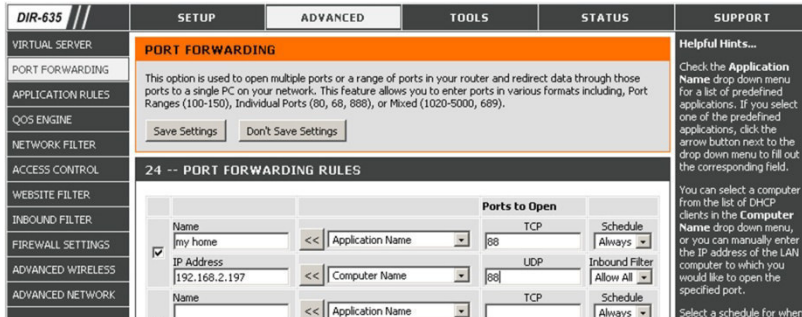 DIR-635
SETUP
ADVANCED
TOOLS
STATUS
SUPPORT
VIRTUAL SERVER
PORT FORWARDING
APPLICATION RULES
QOS ENGINE
NETWORK FILTER
ACCESS CONTROL
WEBSITE FILTER
INBOUND FILTER
FIREWALL SETTINGS
ADVANCED WIRELESS
ADVANCED NETWORK
PORT FORWARDING
This option is used to open multiple ports or a range of ports in your router and redirect data through those
ports to a single PC on your network. This feature allows you to enter ports in various formats including, Port
Ranges (100-150), Individual Ports (80, 68, 888), or Mixed (1020-5000, 689).
Save Settings
Don't Save Settings
24 -- PORT FORWARDING RULES
Ports to Open
Name
my home
<<
Application Name
TCP
88
Schedule
Always
IP Address
192.168.2.197
<<
Computer Name
UDP
88
Inbound Filter
Allow All
Name
<<
Application Name
TCP
Schedule
Always
Helpful Hints...
Check the Application
Name drop down menu
for a list of predefined
applications. If you select
one of the predefined
applications, click the
arrow button next to the
drop down menu to fill out
the corresponding field.
You can select a computer
from the list of DHCP
clients in the Computer
Name drop down menu,
or you can manually enter
the IP address of the LAN
computer to which you
would like to open the
specified port.
Select a schedule for when